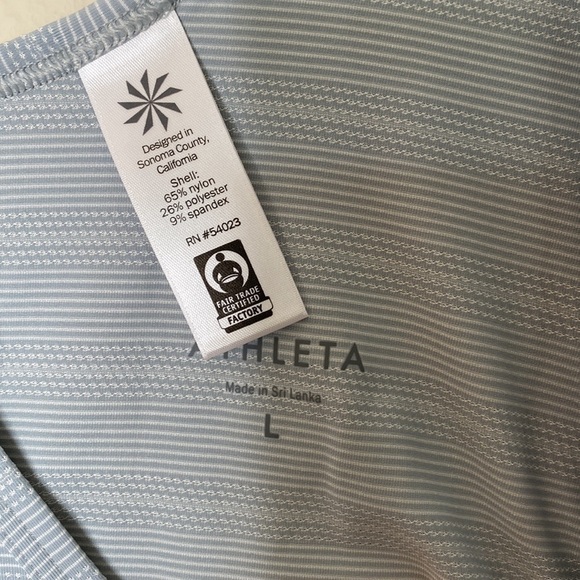 Designed in
Sonoma County,
California
Shell:
65% nylon
26% polyester
9% spandex
RN #54023
FAIR TRADE
CERTIFIED
FACTORY
ATHLETA
Made in Sri Lanka
L